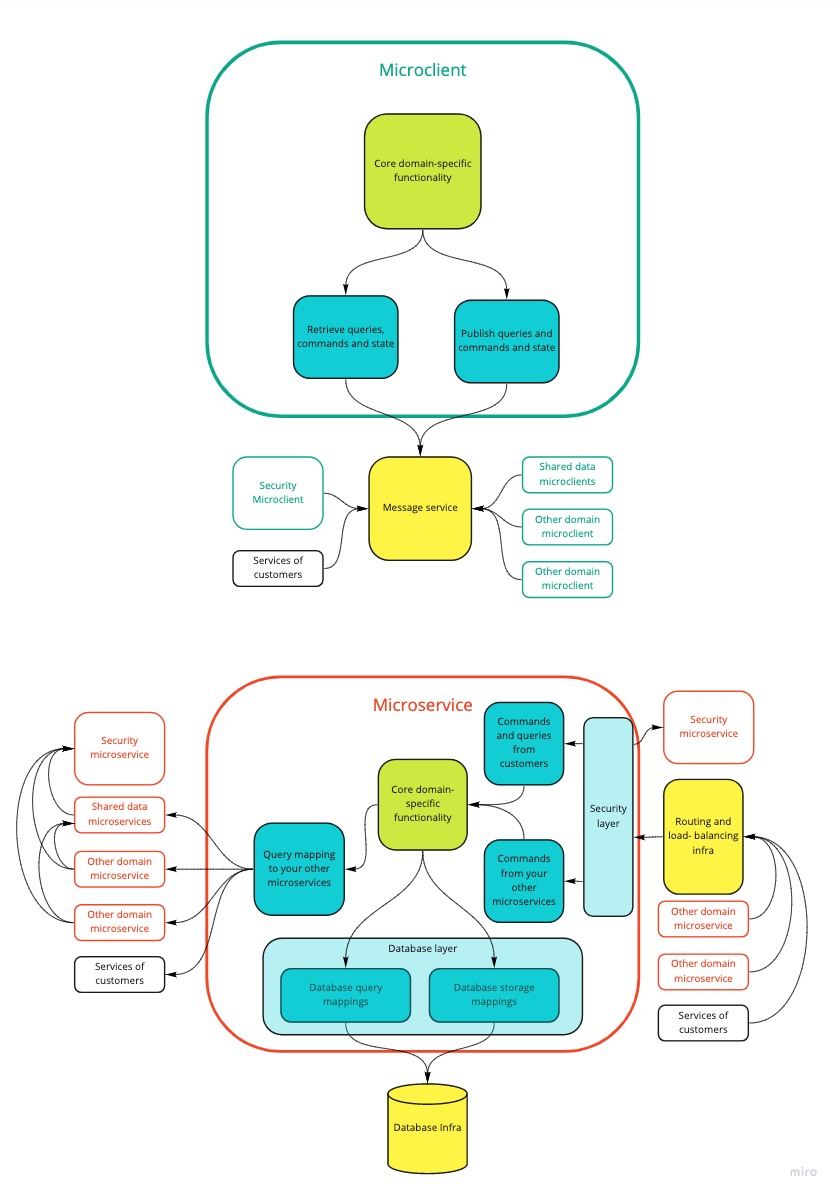 Microclient
Core domain-specific
functionality
Retrieve queries,
commands and state
Publish queries and
commands and state
Security
Microclient
Services of
customers
Message service
Shared data
microclients
Other domain
microclient
Other domain
microclient
Microservice
Security
microservice
Shared data
microservices
Other domain
microservice
Other domain
microservice
Services of
customers
Query mapping
to your other
microservices
Core domain-
specific
functionality
Commands
and queries
from
customers
Commands
from your
other
microservices
Security
layer
Security
microservice
Routing and
load- balancing
infra
Other domain
microservice
Other domain
microservice
Services of
customers
Database layer
Database query
mappings
Database storage
mappings
Database Infra
miro